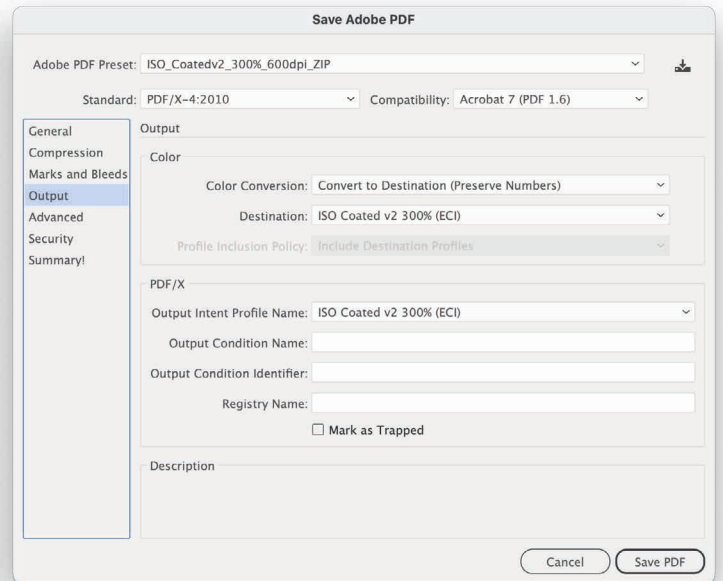 Save Adobe PDF
Adobe PDF Preset: ISO_Coatedv2_300%_600dpi_ZIP
Standard: PDF/X-4:2010 Compatibility: Acrobat 7 (PDF 1.6)
General
Compression
Marks and Bleeds
Output
Advanced
Security
Summary!
Output
Color
Color Conversion: Convert to Destination (Preserve Numbers)
Destination: ISO Coated v2 300% (ECI)
Profile Inclusion Policy: Include Destination Profiles
PDF/X
Output Intent Profile Name: ISO Coated v2 300% (ECI)
Output Condition Name:
Output Condition Identifier:
Registry Name:
Mark as Trapped
Description
Cancel Save PDF